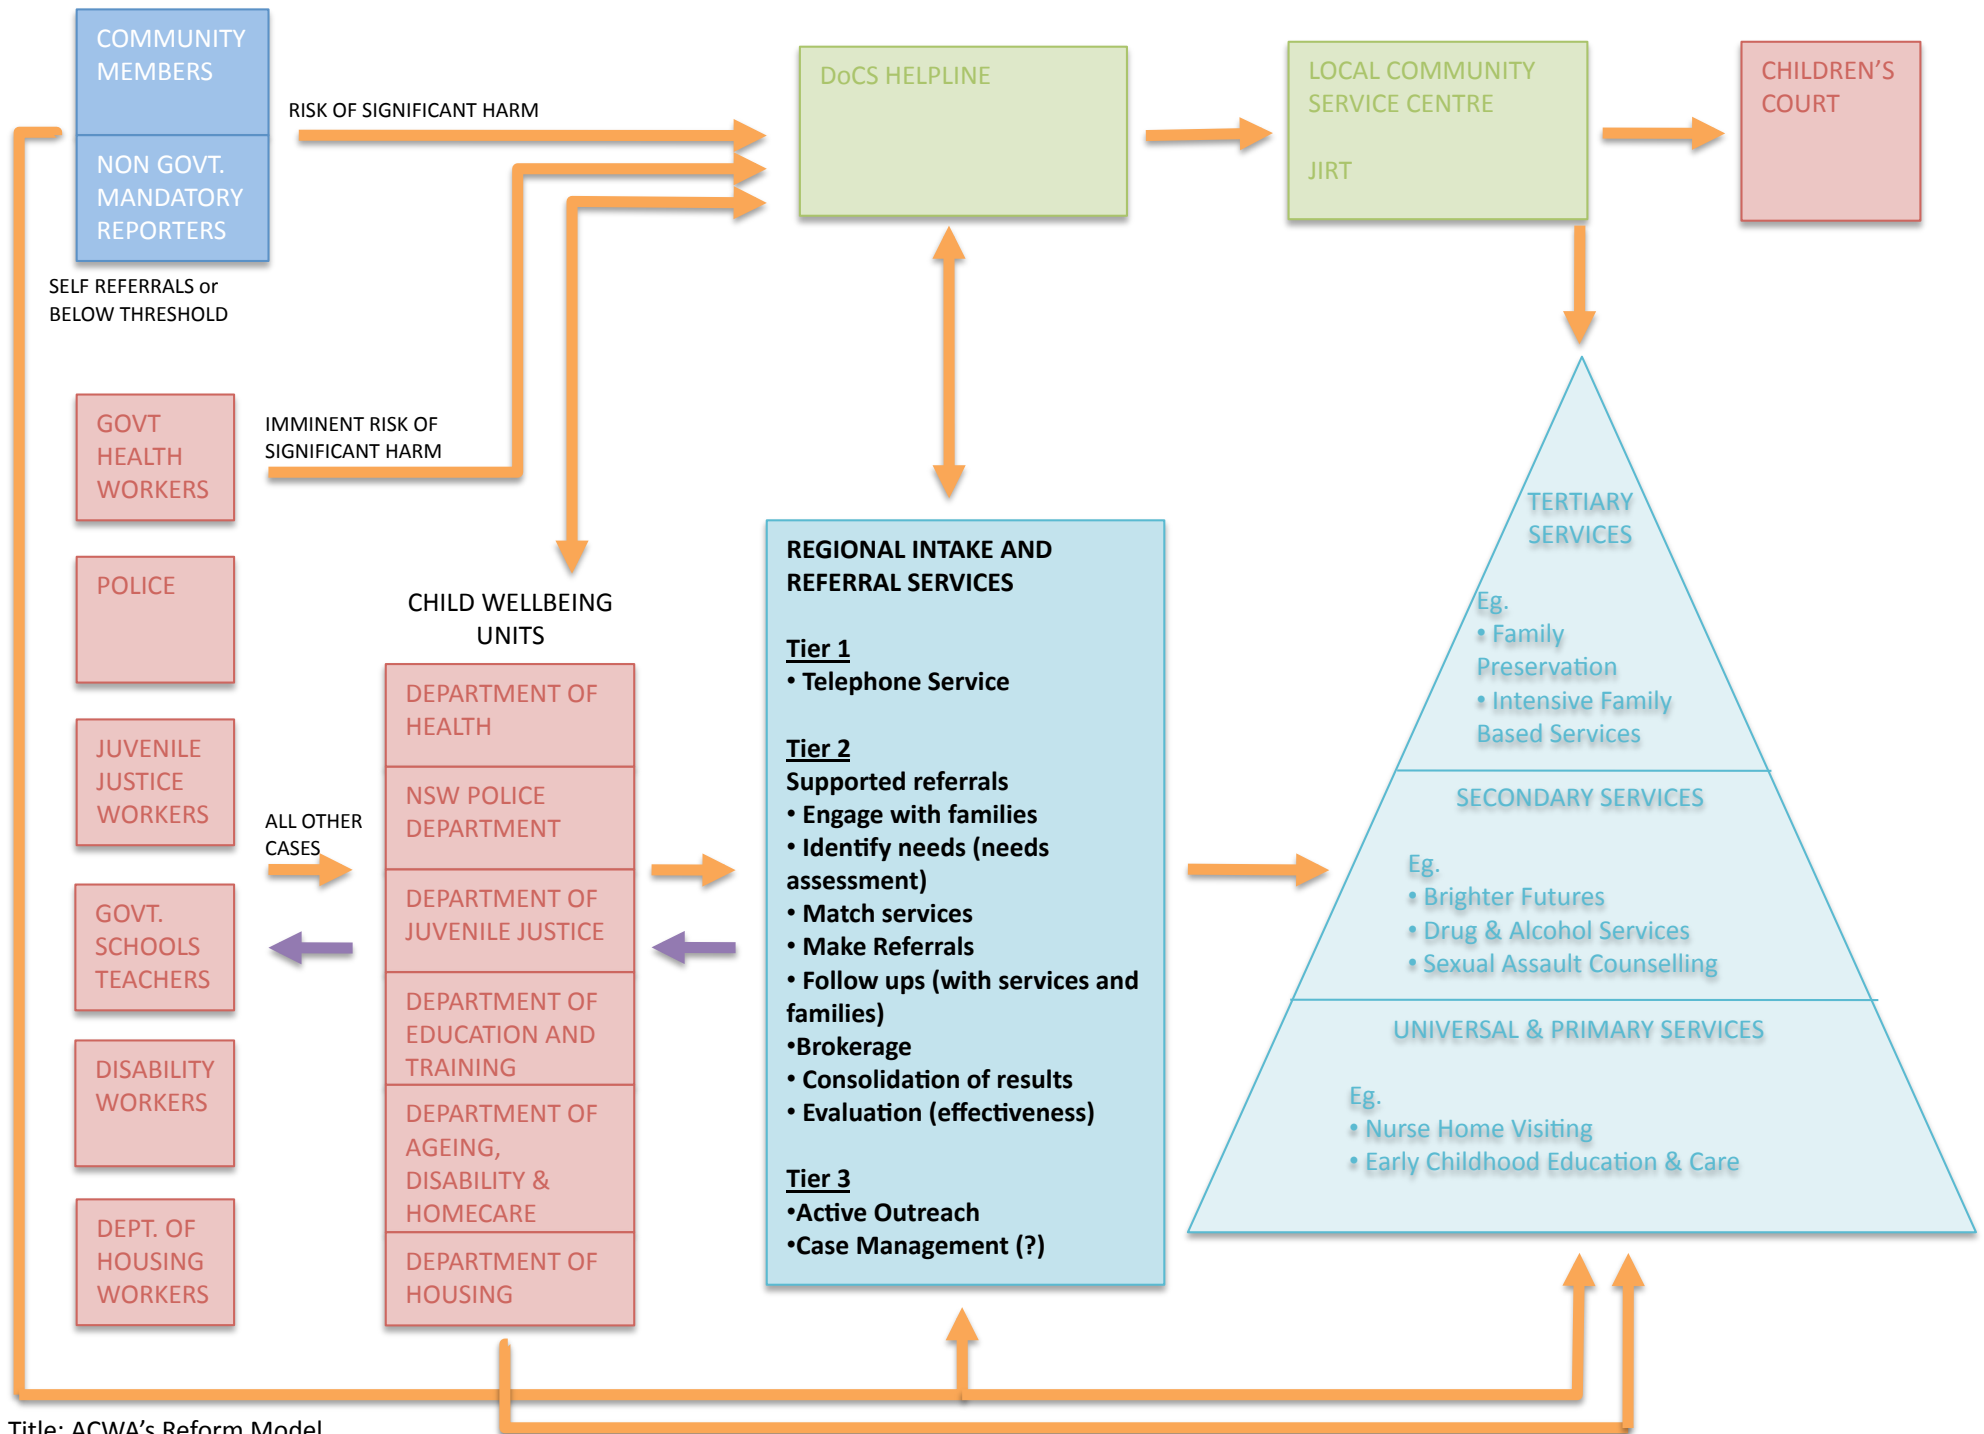 COMMUNITY
MEMBERS
NON GOVT.
MANDATORY
REPORTERS
RISK OF SIGNIFICANT HARM
DoCS HELPLINE
LOCAL COMMUNITY
SERVICE CENTRE
JIRT
CHILDREN’S
COURT
SELF REFERRALS or
BELOW THRESHOLD
GOVT
HEALTH
WORKERS
IMMINENT RISK OF
SIGNIFICANT HARM
POLICE
JUVENILE
JUSTICE
WORKERS
GOVT.
SCHOOLS
TEACHERS
DISABILITY
WORKERS
DEPT. OF
HOUSING
WORKERS
ALL OTHER
CASES
CHILD WELLBEING
UNITS
DEPARTMENT OF
HEALTH
NSW POLICE
DEPARTMENT
DEPARTMENT OF
JUVENILE JUSTICE
DEPARTMENT OF
EDUCATION AND
TRAINING
DEPARTMENT OF
AGEING,
DISABILITY &
HOMECARE
DEPARTMENT OF
HOUSING
REGIONAL INTAKE AND
REFERRAL SERVICES
Tier 1
• Telephone Service
Tier 2
Supported referrals
• Engage with families
• Identify needs (needs
assessment)
• Match services
• Make Referrals
• Follow ups (with services and
families)
•Brokerage
• Consolidation of results
• Evaluation (effectiveness)
Tier 3
•Active Outreach
•Case Management (?)
TERTIARY
SERVICES
Eg.
• Family
Preservation
• Intensive Family
Based Services
SECONDARY SERVICES
Eg.
• Brighter Futures
• Drug & Alcohol Services
• Sexual Assault Counselling
UNIVERSAL & PRIMARY SERVICES
Eg.
• Nurse Home Visiting
• Early Childhood Education & Care
Title: ACWA’s Reform Model